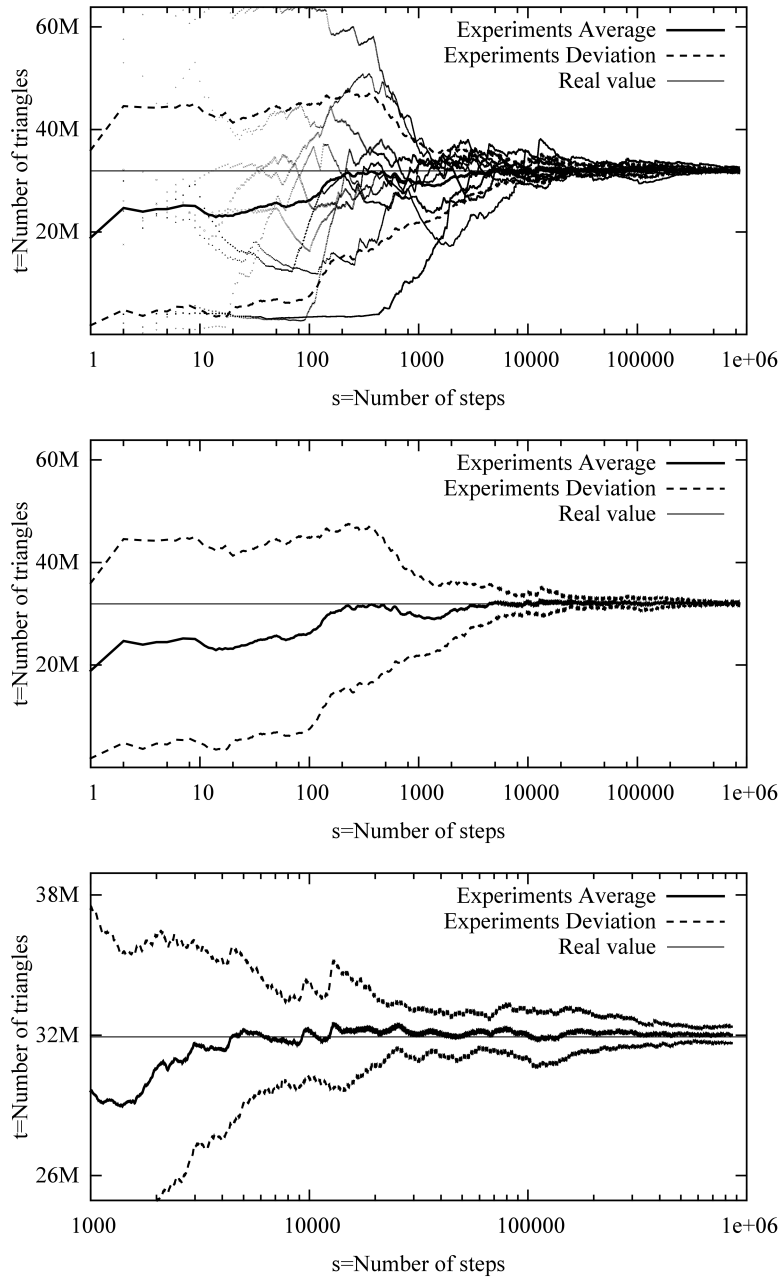 60M
40M
20M
t=Number of triangles
Experiments Average
Experiments Deviation
Real value
1 10 100 1000 10000 100000 1e+06
s=Number of steps
60M
40M
20M
t=Number of triangles
Experiments Average
Experiments Deviation
Real value
1 10 100 1000 10000 100000 1e+06
s=Number of steps
38M
32M
26M
t=Number of triangles
Experiments Average
Experiments Deviation
Real value
1000 10000 100000 1e+06
s=Number of steps